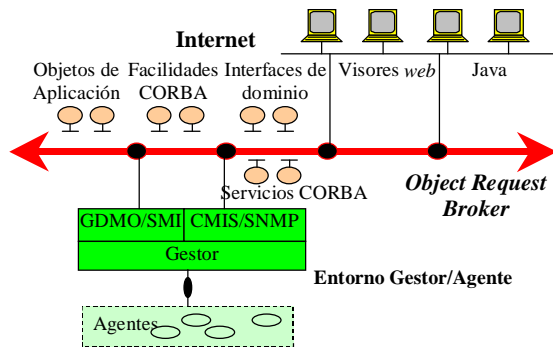 Internet
Objetos de
Aplicación
Facilidades
CORBA
Interfaces de
dominio
Visores web
Java
Servicios CORBA
Object Request
Broker
GDMO/SMI
CMIS/SNMP
Gestor
Entorno Gestor/Agente
Agentes